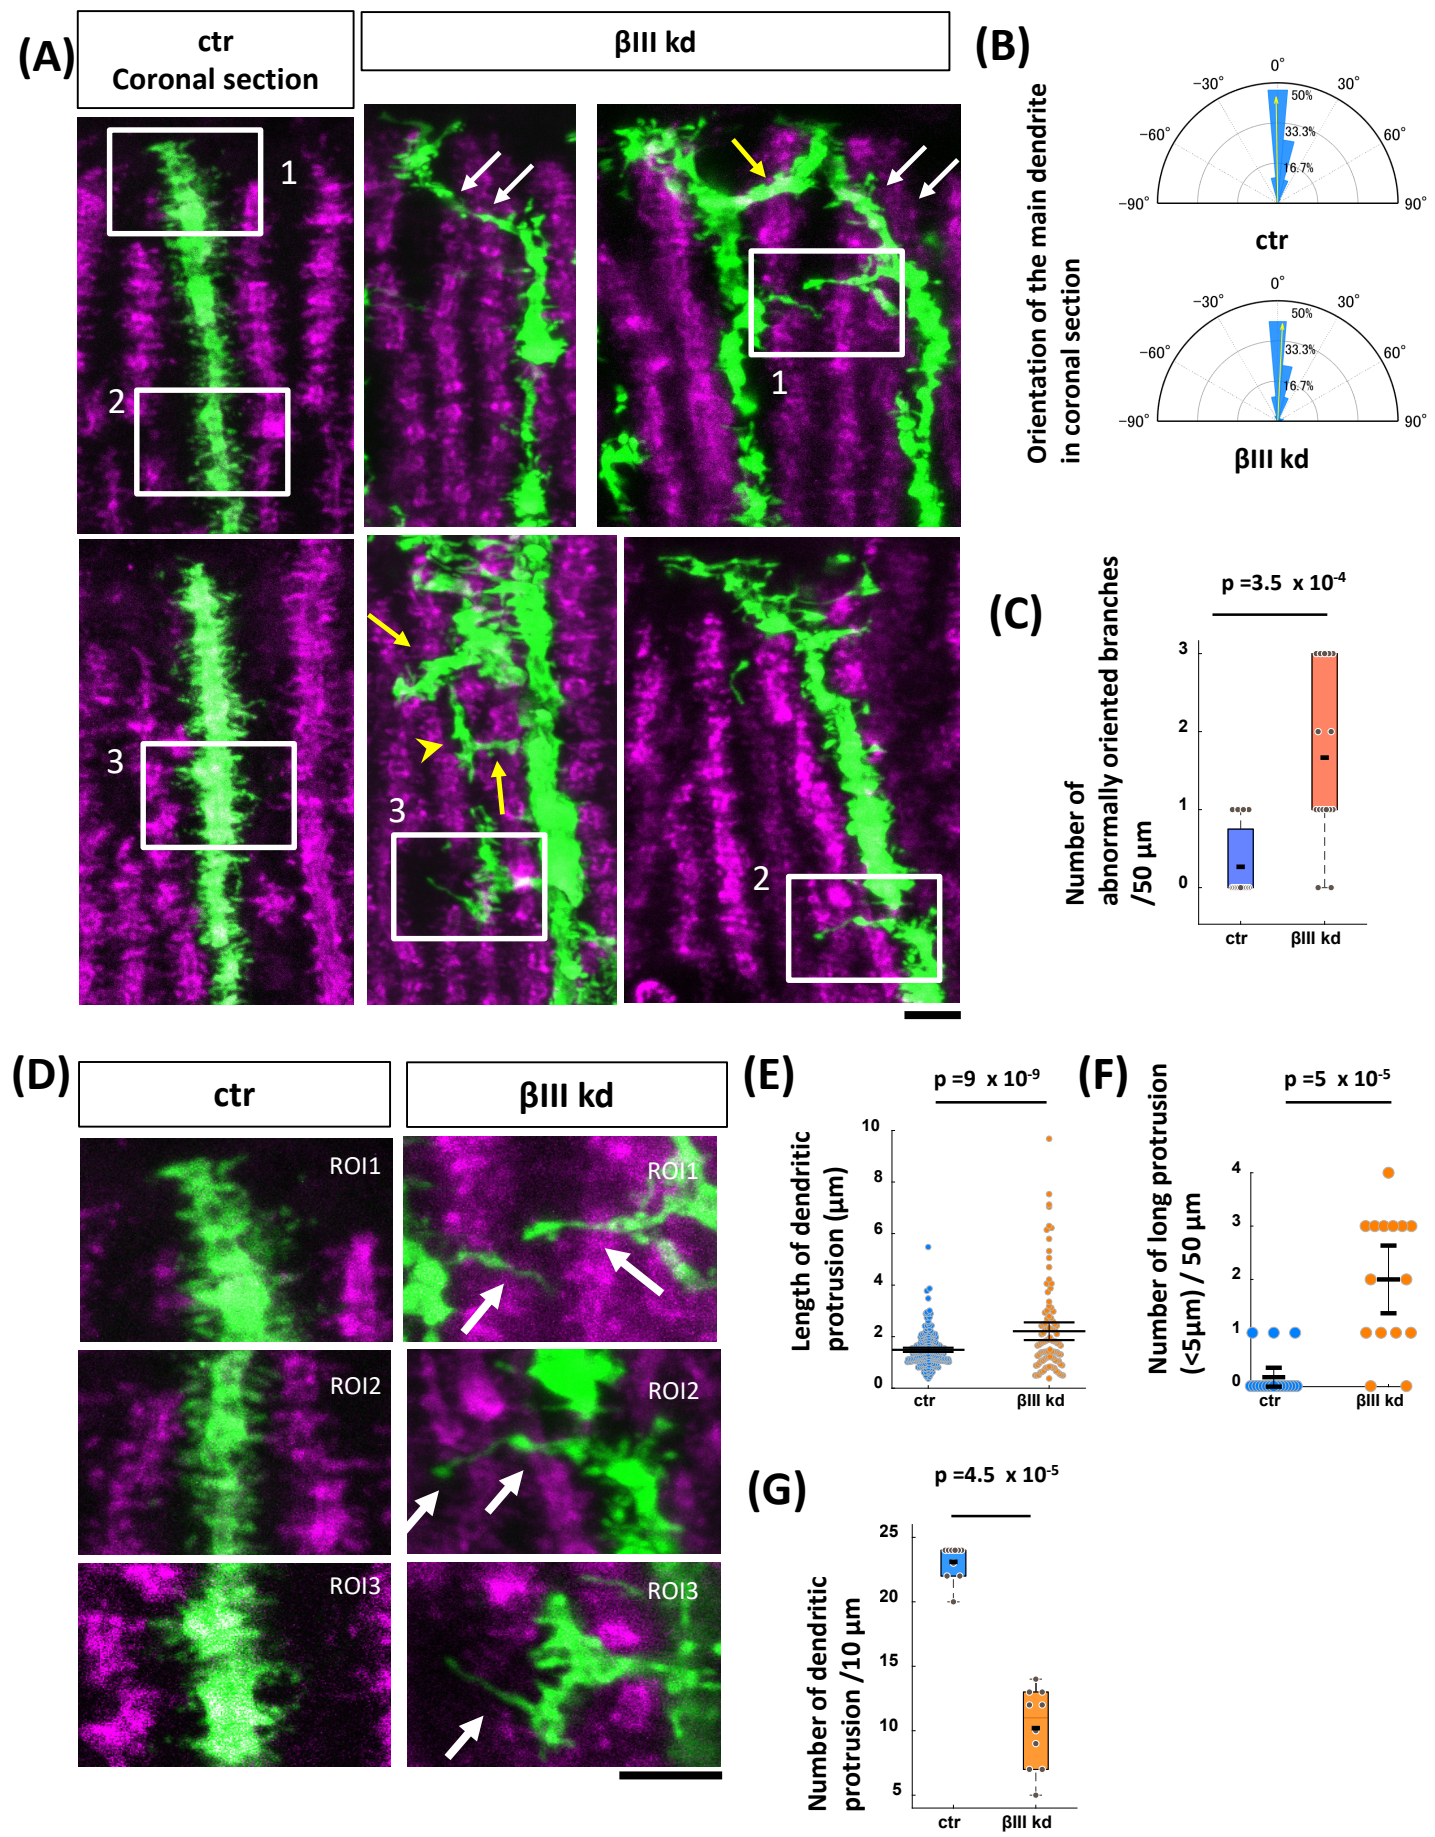 (A)
ctr
Coronal section
βIII kd
1
2
3
1
3
2
(B)
Orientation of the main dendrite
in coronal section
0°
−30°
30°
−60°
60°
−90°
90°
50%
33.3%
16.7%
ctr
0°
−30°
30°
−60°
60°
−90°
90°
50%
33.3%
16.7%
βIII kd
(C)
p =3.5 x 10-4
Number of
abnormally oriented branches
/50 μm
3
2
1
0
ctr
βIII kd
(D)
ctr
βIII kd
ROI1
ROI1
ROI2
ROI2
ROI3
ROI3
(E)
p =9 x 10-9
Length of dendritic
protrusion (μm)
10
8
6
4
2
0
ctr
βIII kd
(F)
p =5 x 10-5
Number of long protrusion
(<5μm) / 50 μm
4
3
2
1
0
ctr
βIII kd
(G)
p =4.5 x 10-5
Number of dendritic
protrusion /10 μm
25
20
15
10
5
ctr
βIII kd